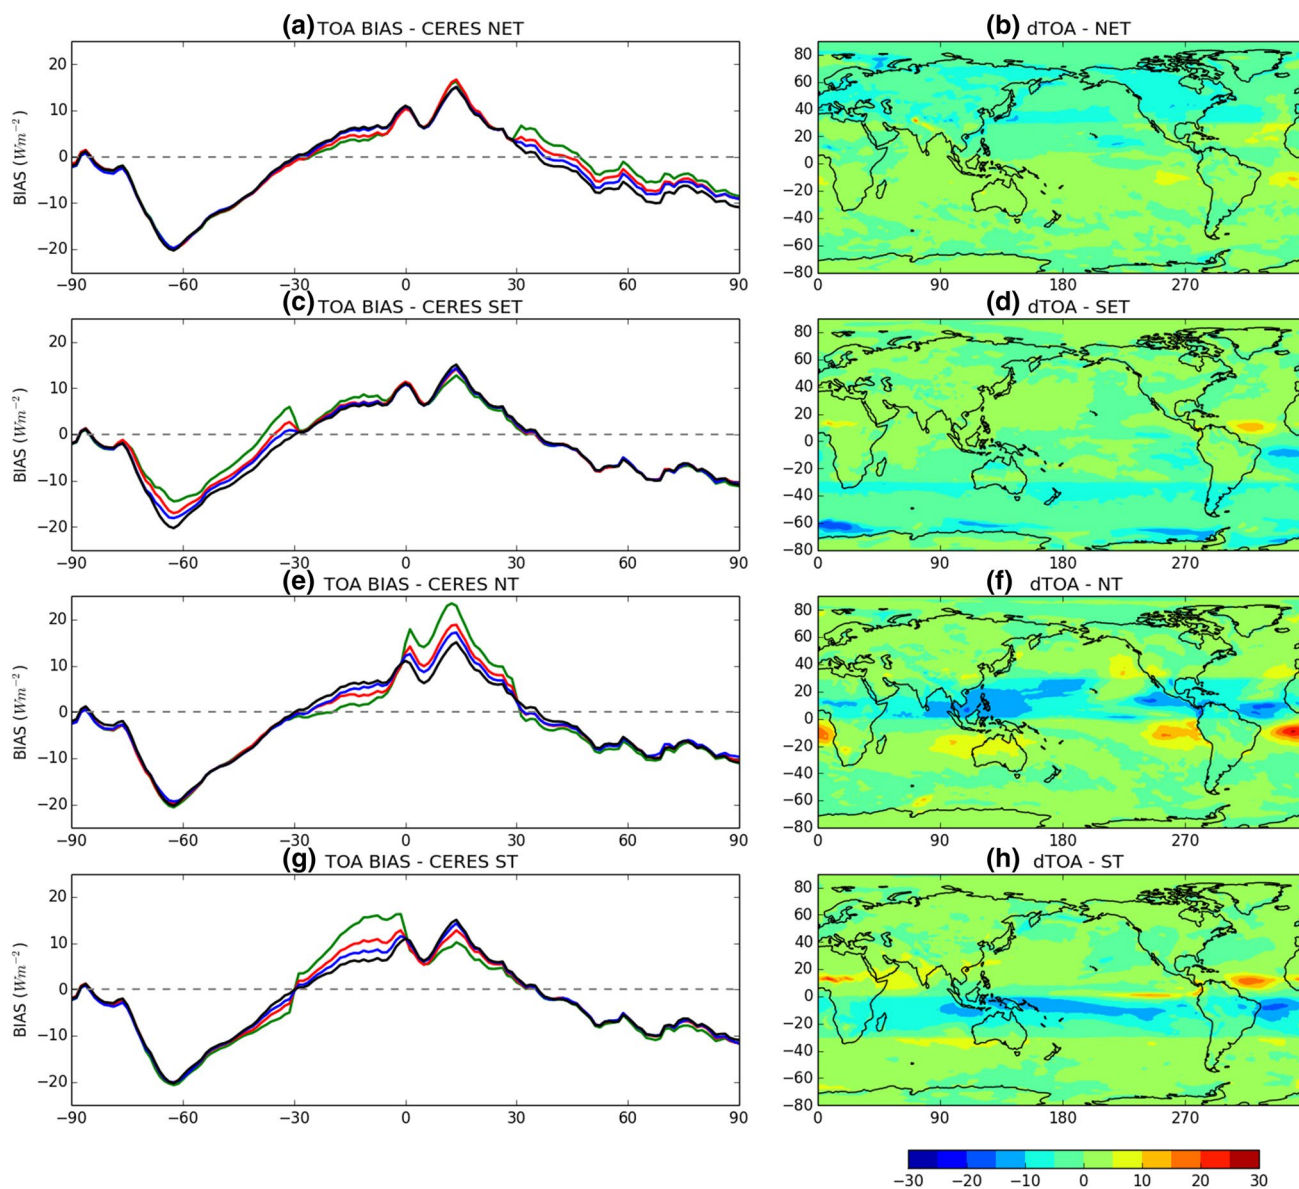 (a) TOA BIAS - CERES NET
BIAS (Wm⁻²)
20
10
0
−10
−20
−90 −60 −30 0 30 60 90
(b) dTOA - NET
80
60
40
20
0
−20
−40
−60
−80
0 90 180 270
(c) TOA BIAS - CERES SET
BIAS (Wm⁻²)
20
10
0
−10
−20
−90 −60 −30 0 30 60 90
(d) dTOA - SET
80
60
40
20
0
−20
−40
−60
−80
0 90 180 270
(e) TOA BIAS - CERES NT
BIAS (Wm⁻²)
20
10
0
−10
−20
−90 −60 −30 0 30 60 90
(f) dTOA - NT
80
60
40
20
0
−20
−40
−60
−80
0 90 180 270
(g) TOA BIAS - CERES ST
BIAS (Wm⁻²)
20
10
0
−10
−20
−90 −60 −30 0 30 60 90
(h) dTOA - ST
80
60
40
20
0
−20
−40
−60
−80
0 90 180 270
−30 −20 −10 0 10 20 30